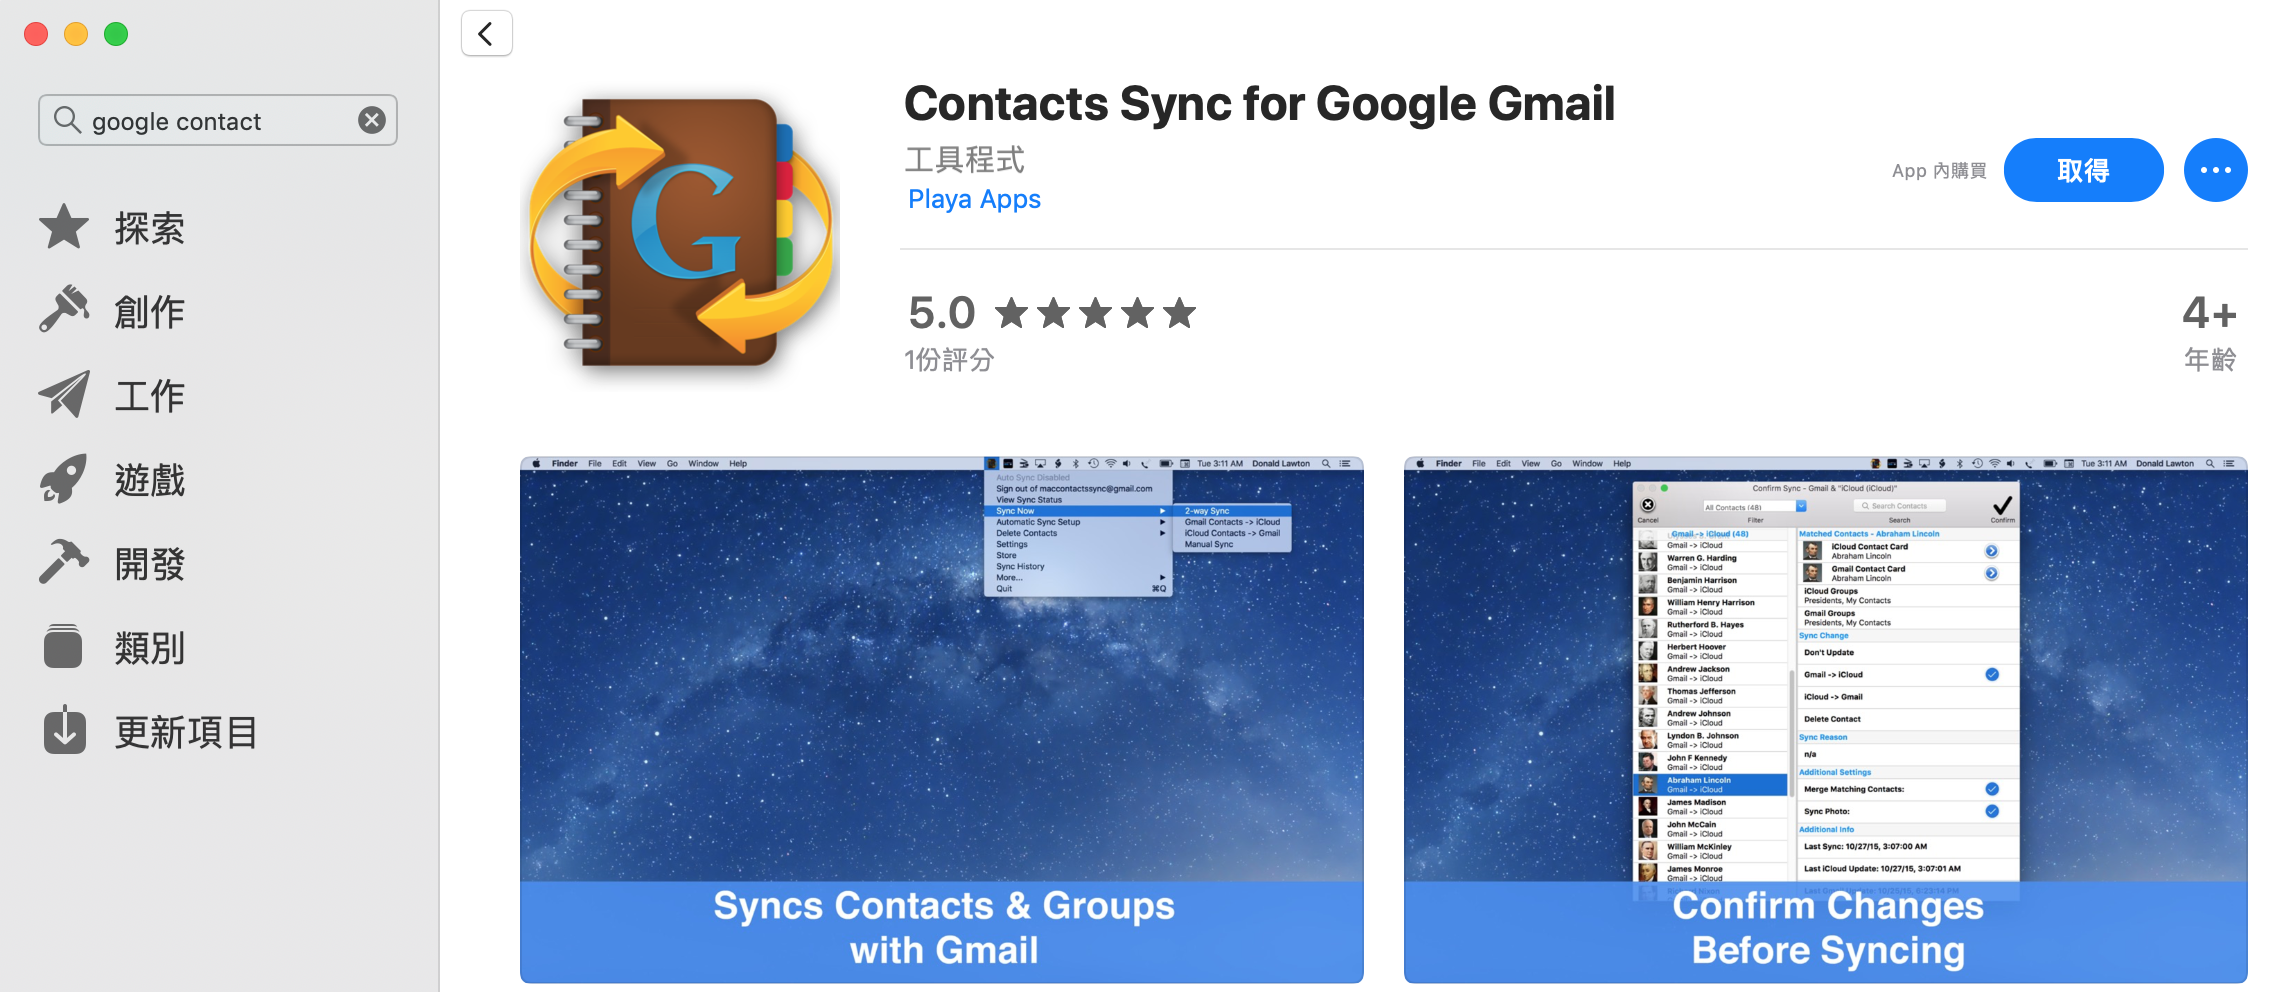 google contact
探索
創作
工作
遊戲
開發
類別
更新項目
Contacts Sync for Google Gmail
工具程式
Playa Apps
App 內購買
取得
5.0
1份評分
4+
年齡
G
Finder File Edit View Go Window Help
Tue 3:11 AM Donald Lawton
Auto Sync Disabled
Sign out of maccontactssync@gmail.com
View Sync Status
Sync Now
Automatic Sync Setup
Delete Contacts
Settings
Store
Sync History
More...
Quit ⌘Q
2-way Sync
Gmail Contacts -> iCloud
iCloud Contacts -> Gmail
Manual Sync
Syncs Contacts & Groups
with Gmail
Finder File Edit View Go Window Help
Tue 3:11 AM Donald Lawton
Confirm Sync - Gmail & "iCloud (iCloud)"
Cancel
All Contacts (48)
Filter
Search Contacts
Search
Confirm
Gmail -> iCloud (48)
Gmail -> iCloud
Warren G. Harding
Gmail -> iCloud
Benjamin Harrison
Gmail -> iCloud
William Henry Harrison
Gmail -> iCloud
Rutherford B. Hayes
Gmail -> iCloud
Herbert Hoover
Gmail -> iCloud
Andrew Jackson
Gmail -> iCloud
Thomas Jefferson
Gmail -> iCloud
Andrew Johnson
Gmail -> iCloud
Lyndon B. Johnson
Gmail -> iCloud
John F Kennedy
Gmail -> iCloud
Abraham Lincoln
Gmail -> iCloud
James Madison
Gmail -> iCloud
John McCain
Gmail -> iCloud
William McKinley
Gmail -> iCloud
James Monroe
Gmail -> iCloud
Matched Contacts - Abraham Lincoln
iCloud Contact Card
Abraham Lincoln
Gmail Contact Card
Abraham Lincoln
iCloud Groups
Presidents, My Contacts
Gmail Groups
Presidents, My Contacts
Sync Change
Don't Update
Gmail -> iCloud
iCloud -> Gmail
Delete Contact
Sync Reason
n/a
Additional Settings
Merge Matching Contacts:
Sync Photo:
Additional Info
Last Sync: 10/27/15, 3:07:00 AM
Last iCloud Update: 10/27/15, 3:07:01 AM
Confirm Changes
Before Syncing